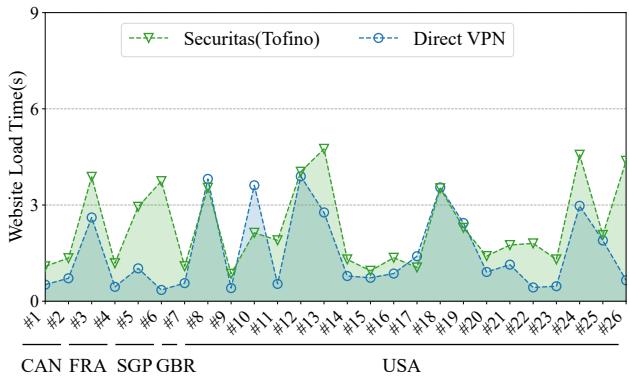 Website Load Time(s)
9
6
3
0
Securitas(Tofino)
Direct VPN
#1 #2 #3 #4 #5 #6 #7 #8 #9 #10 #11 #12 #13 #14 #15 #16 #17 #18 #19 #20 #21 #22 #23 #24 #25 #26
CAN FRA SGP GBR USA